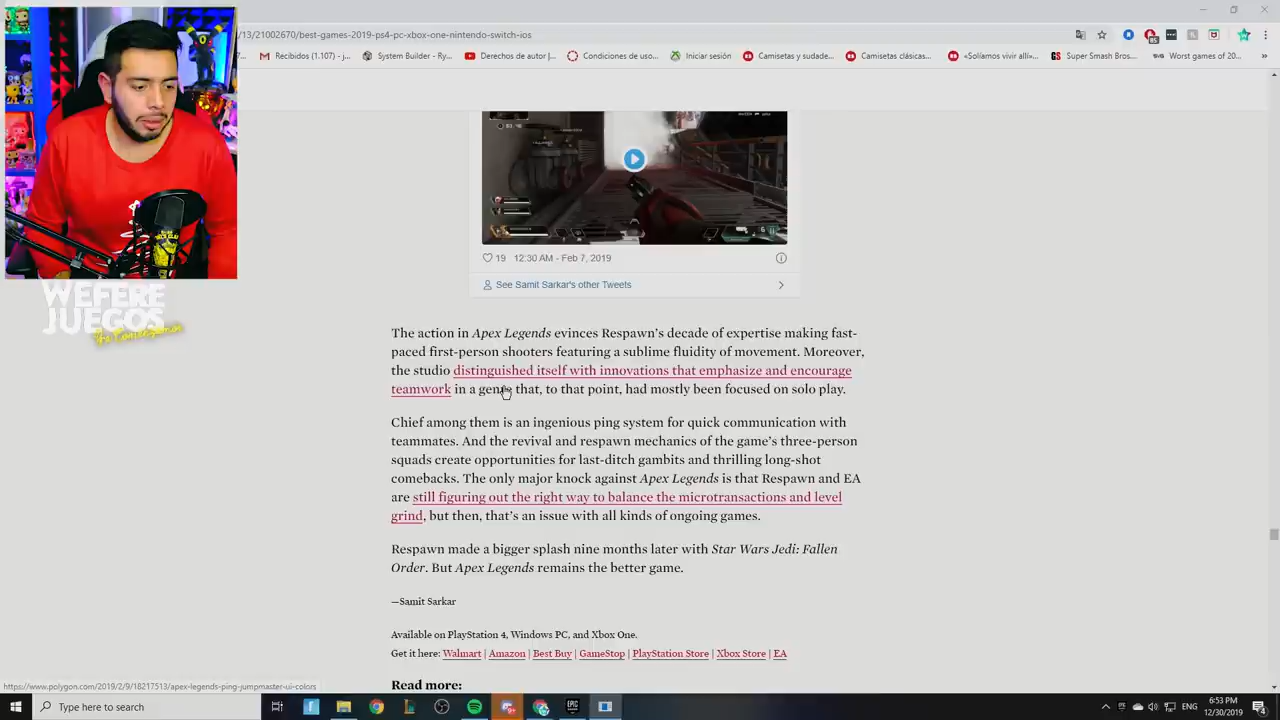 /13/21002670/best-games-2019-ps4-pc-xbox-one-nintendo-switch-ios
Recibidos (1.107) - j...
System Builder - Ry...
Derechos de autor |...
Condiciones de uso...
Iniciar sesión
Camisetas y sudade...
Camisetas clásicas...
«Solíamos vivir allí»...
Super Smash Bros...
Worst games of 20...
19 12:30 AM - Feb 7, 2019
See Samit Sarkar's other Tweets
WEFERE
JUEGOS
The action in Apex Legends evinces Respawn's decade of expertise making fast-
paced first-person shooters featuring a sublime fluidity of movement. Moreover,
the studio distinguished itself with innovations that emphasize and encourage
teamwork in a genre that, to that point, had mostly been focused on solo play.
Chief among them is an ingenious ping system for quick communication with
teammates. And the revival and respawn mechanics of the game's three-person
squads create opportunities for last-ditch gambits and thrilling long-shot
comebacks. The only major knock against Apex Legends is that Respawn and EA
are still figuring out the right way to balance the microtransactions and level
grind, but then, that's an issue with all kinds of ongoing games.
Respawn made a bigger splash nine months later with Star Wars Jedi: Fallen
Order. But Apex Legends remains the better game.
—Samit Sarkar
Available on PlayStation 4, Windows PC, and Xbox One.
Get it here: Walmart | Amazon | Best Buy | GameStop | PlayStation Store | Xbox Store | EA
Read more:
https://www.polygon.com/2019/2/9/18217513/apex-legends-ping-jumpmaster-ui-colors
Type here to search
6:53 PM
12/30/2019